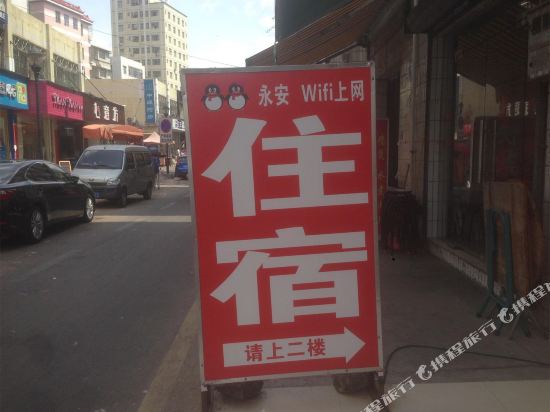 永安 Wifi上网
住
宿
请上二楼
携程旅行
携程旅行